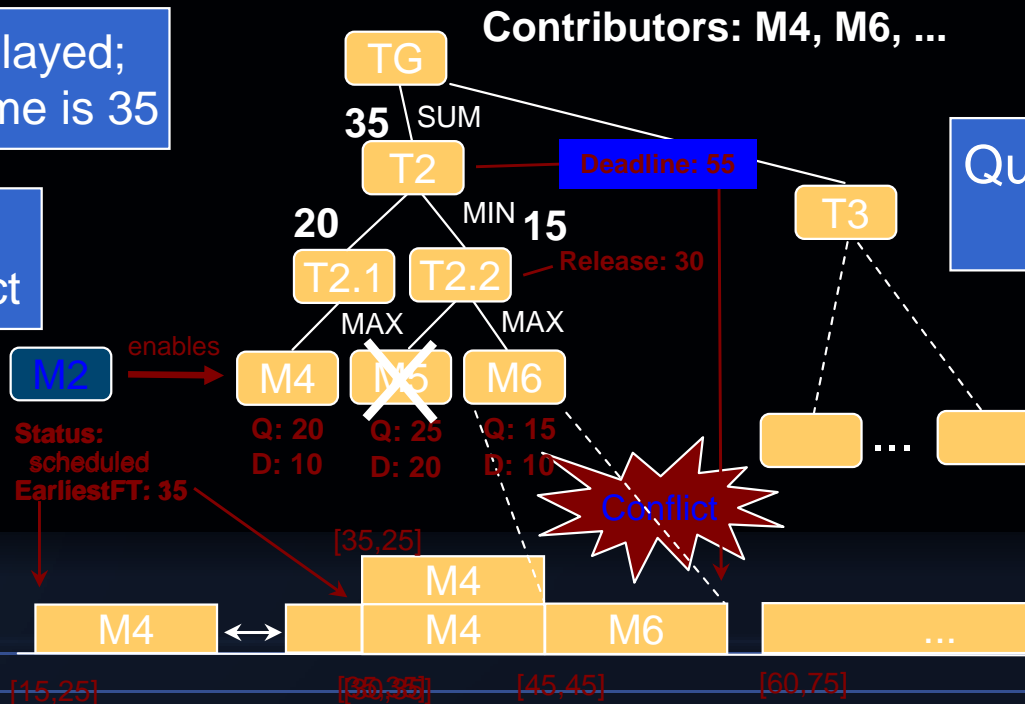 Contributors: M4, M6, ...
layed;
me is 35
TG
35
SUM
T2
Deadline: 55
Qu
20
MIN
15
T3
T2.1
T2.2
Release: 30
ct
MAX
MAX
enables
M2
M4
M5
M6
Q: 20
Q: 25
Q: 15
D: 10
D: 20
D: 10
Status:
scheduled
EarliestFT:
...
Conflict
[35,25]
M4
M4
M4
M6
...
[15,25]
[45,45]
[60,75]